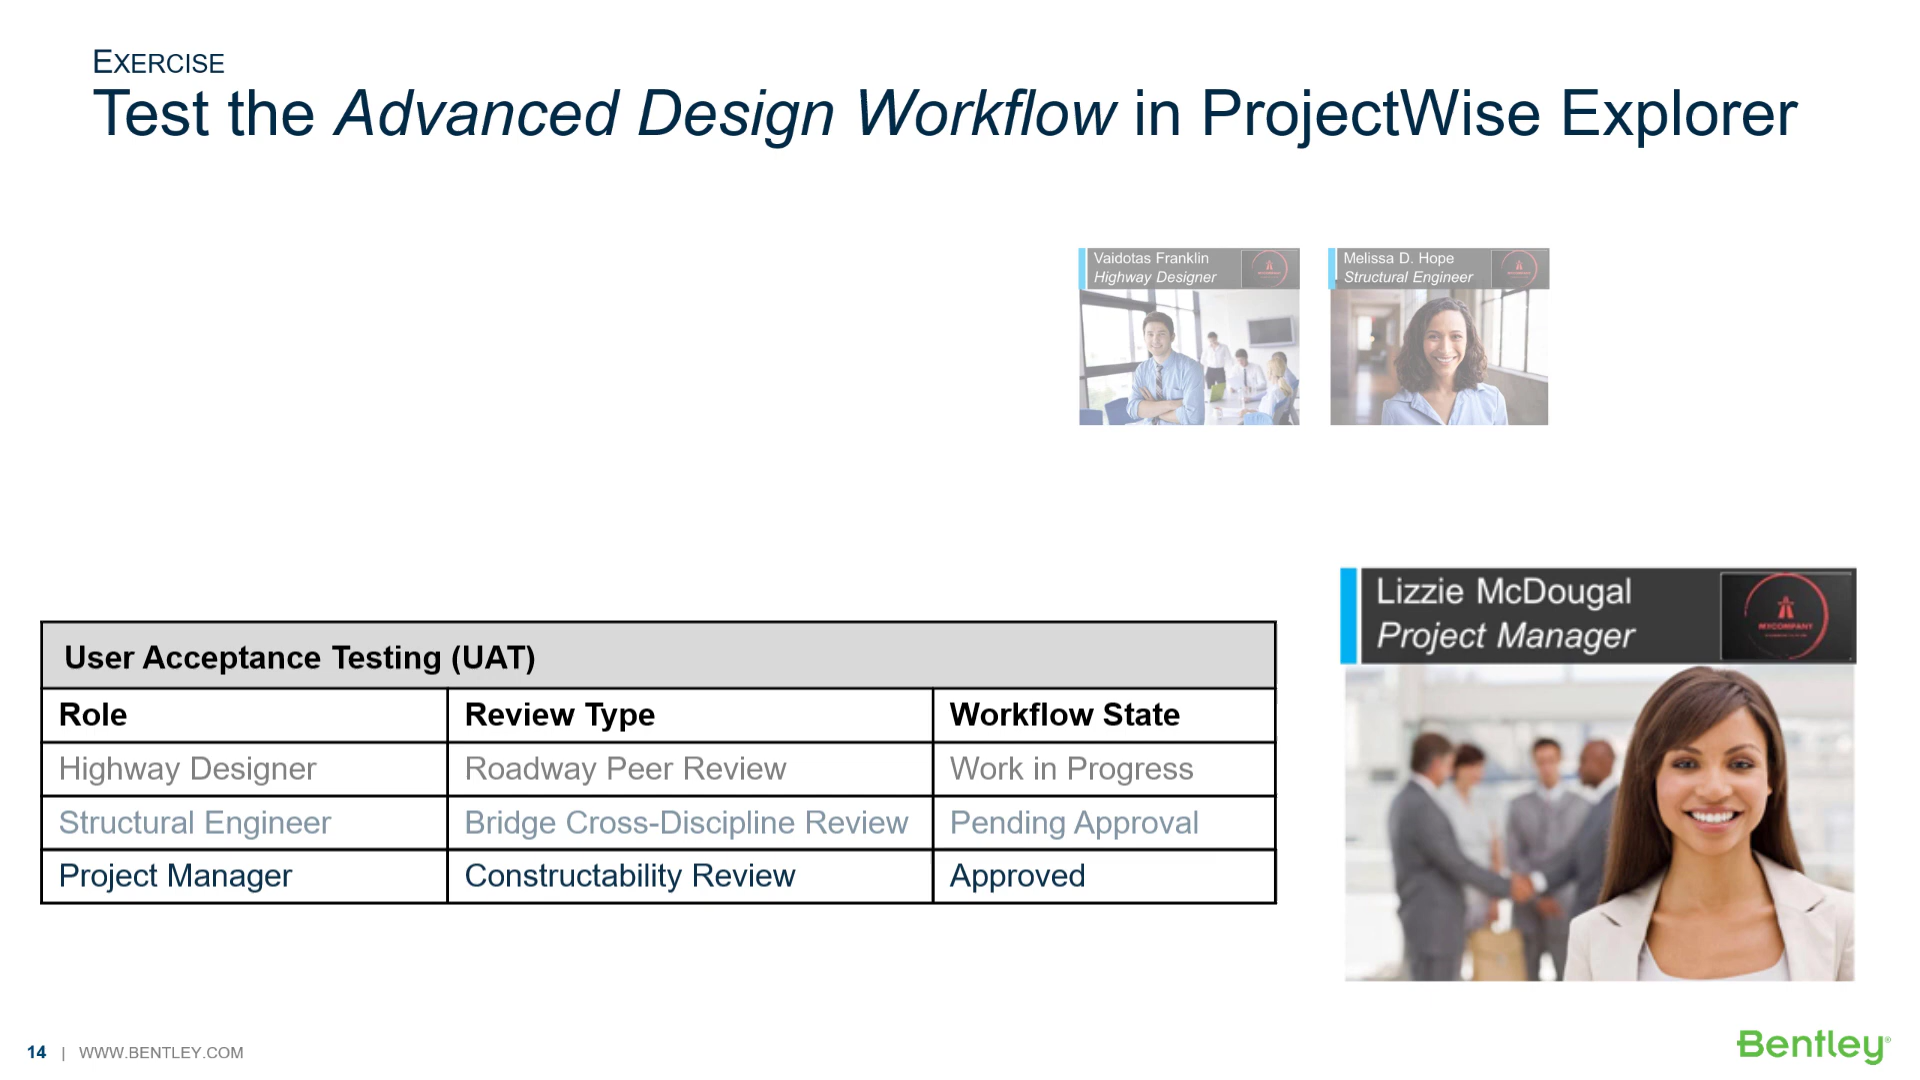 EXERCISE
Test the Advanced Design Workflow in ProjectWise Explorer
Vaidotas Franklin
Highway Designer
Melissa D. Hope
Structural Engineer
Lizzie McDougal
Project Manager
MYCOMPANY
User Acceptance Testing (UAT)
Role Review Type Workflow State
Highway Designer Roadway Peer Review Work in Progress
Structural Engineer Bridge Cross-Discipline Review Pending Approval
Project Manager Constructability Review Approved
14 | WWW.BENTLEY.COM
Bentley®